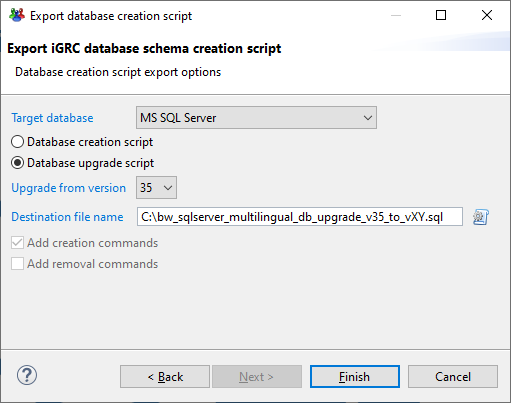 Export database creation script
Export iGRC database schema creation script
Database creation script export options
Target database MS SQL Server
Database creation script
Database upgrade script
Upgrade from version 35
Destination file name C:\bw_sqlserver_multilingual_db_upgrade_v35_to_vXY.sql
Add creation commands
Add removal commands
? < Back Next > Finish Cancel